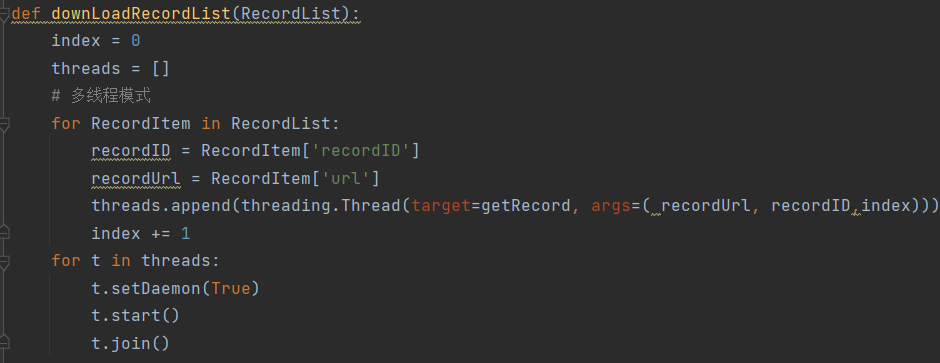 def downLoadRecordList(RecordList):
    index = 0
    threads = []
    # 多线程模式
    for RecordItem in RecordList:
        recordID = RecordItem['recordID']
        recordUrl = RecordItem['url']
        threads.append(threading.Thread(target=getRecord, args=( recordUrl, recordID,index)))
        index += 1
    for t in threads:
        t.setDaemon(True)
        t.start()
        t.join()